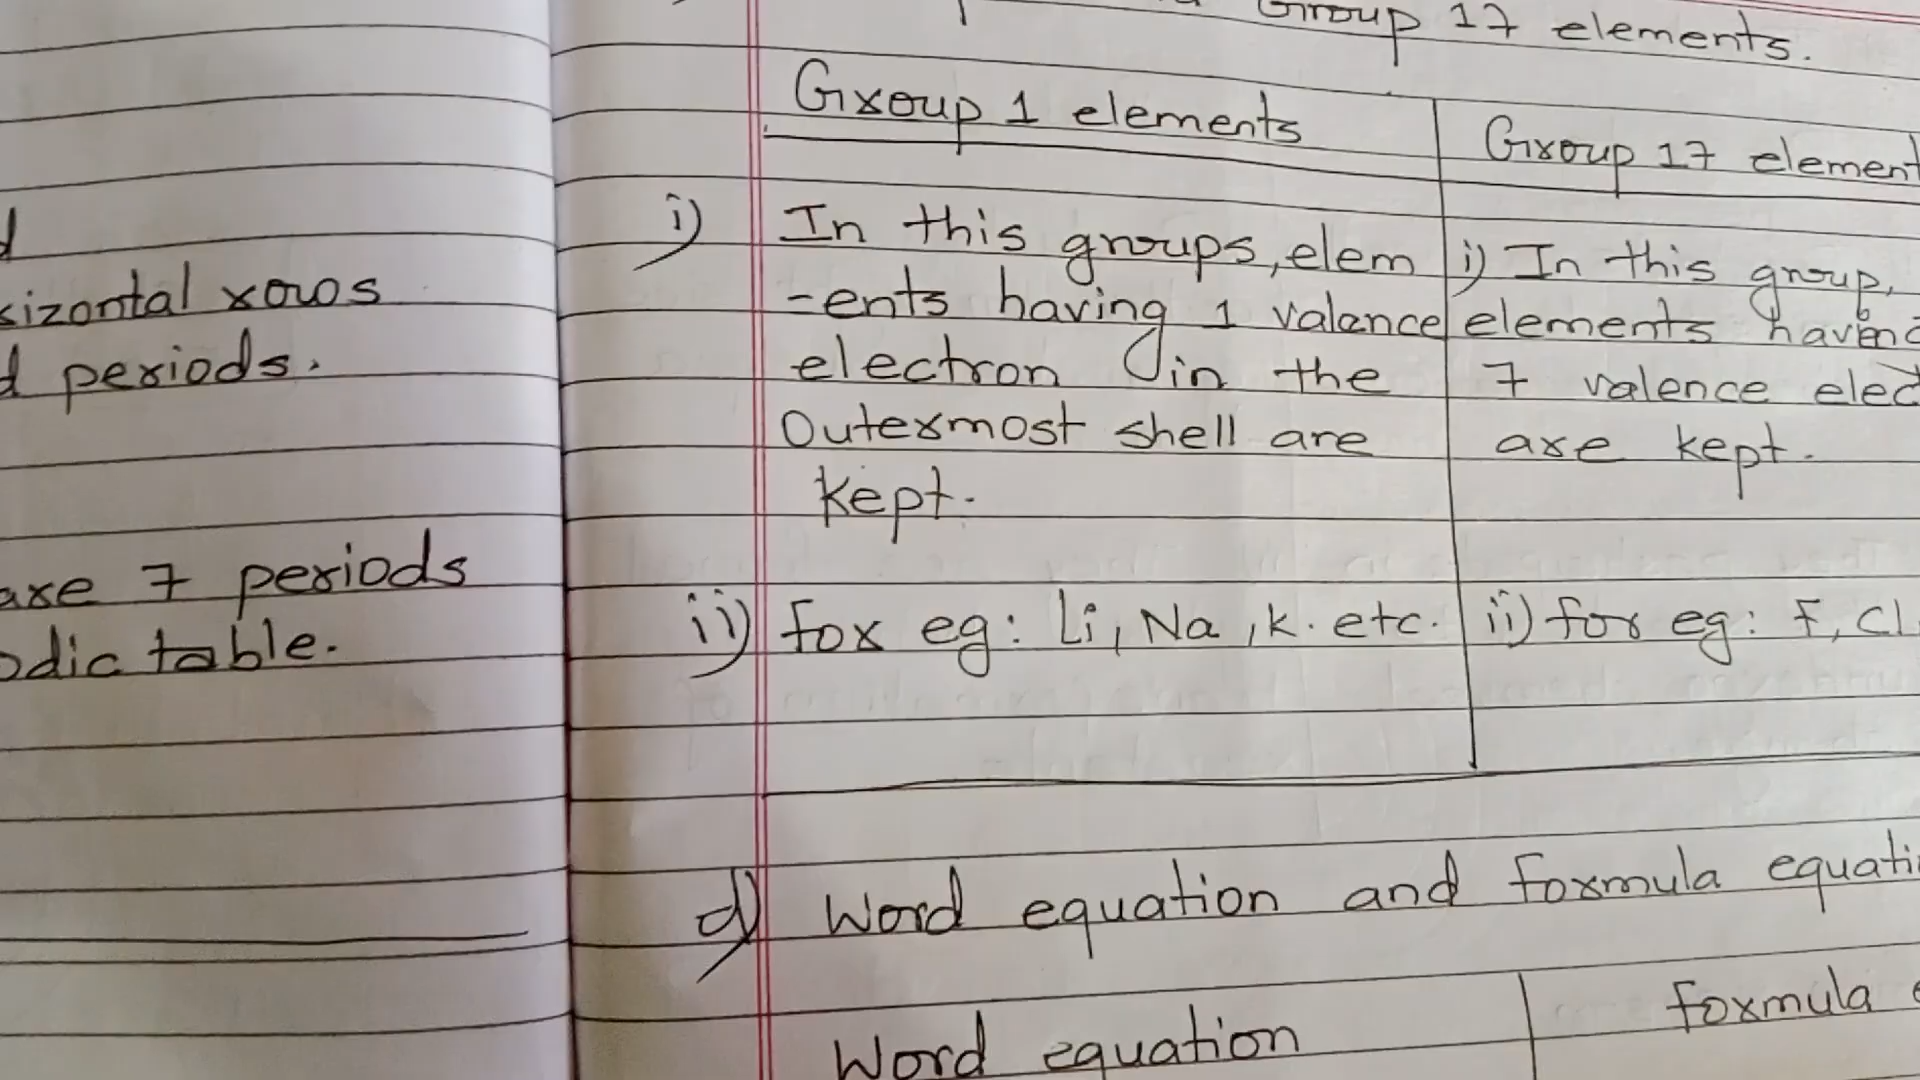 sizontal rows
periods.
are 7 periods
odic table.
Group 17 elements.
Group 1 elements
Group 17 element
i) In this groups, elem
-ents having 1 valance
electron in the
Outermost shell are
kept.
i) In this group,
elements having
7 valence elec
are kept.
ii) for eg: Li, Na, K. etc.
ii) for eg: F, Cl
d) Word equation and formula equati
Word equation
formula